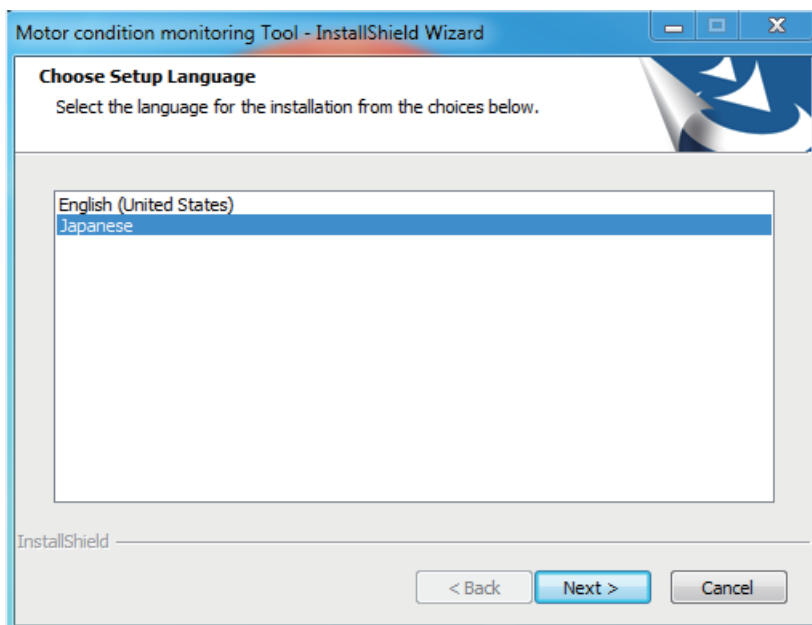 Motor condition monitoring Tool - InstallShield Wizard
Choose Setup Language
Select the language for the installation from the choices below.
English (United States)
Japanese
InstallShield
< Back Next > Cancel